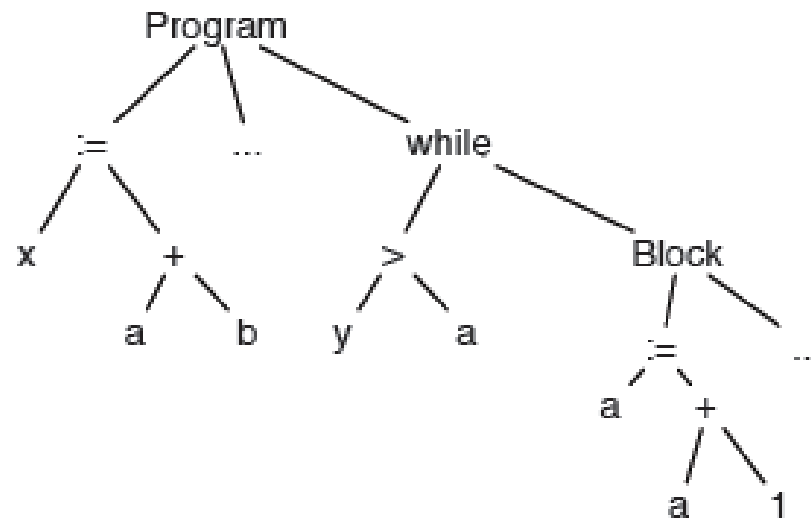 Program
:= ... while
x + > Block
a b y a
:= ...
a +
a 1